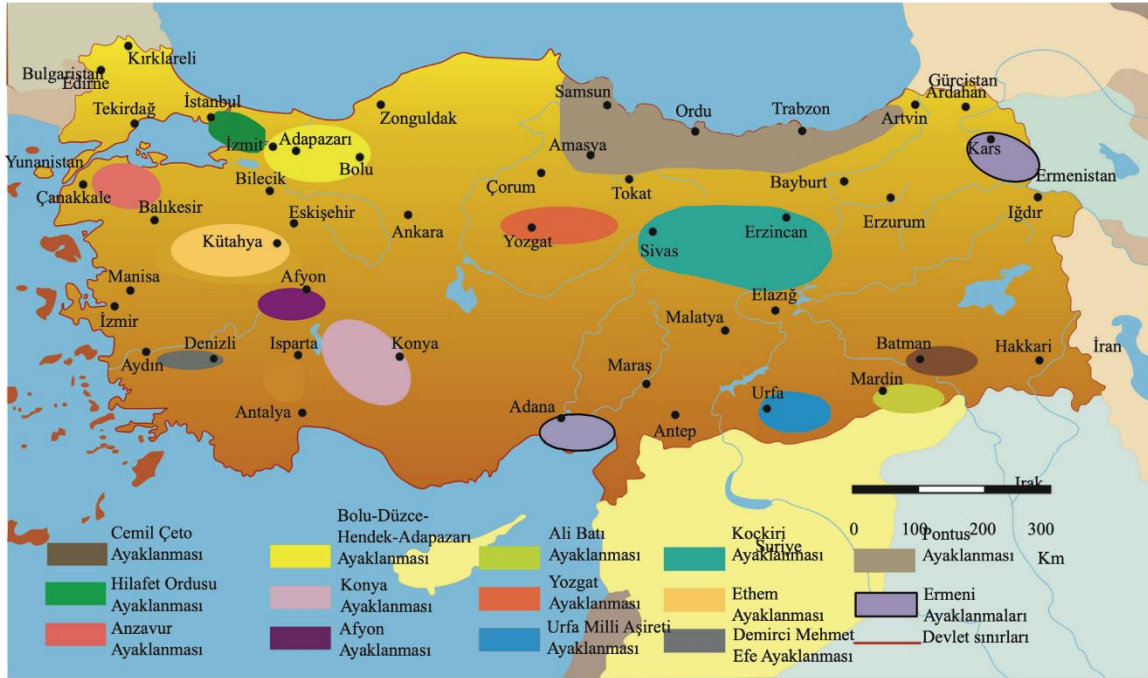 Kırklareli
Bulgaristan
Edirne
Tekirdağ
İstanbul
Zonguldak
Samsun
Ordu
Trabzon
Artvin
Gürcistan
Ardahan
Kars
Yunanistan
Çanakkale
İzmit
Adapazarı
Bolu
Bilecik
Amasya
Çorum
Tokat
Bayburt
Erzurum
Ermenistan
Iğdır
Balıkesir
Eskişehir
Kütahya
Ankara
Yozgat
Sivas
Erzincan
Manisa
İzmir
Afyon
Elazığ
Malatya
Aydın
Denizli
Isparta
Konya
Maraş
Batman
Hakkari
İran
Mardin
Antalya
Adana
Antep
Urfa
Irak
Suriye
0 100 200 300
Km
Cemil Çeto
Ayaklanması
Hilafet Ordusu
Ayaklanması
Anzavur
Ayaklanması
Bolu-Düzce-
Hendek-Adapazarı
Ayaklanması
Konya
Ayaklanması
Afyon
Ayaklanması
Ali Batı
Ayaklanması
Yozgat
Ayaklanması
Urfa Milli Aşireti
Ayaklanması
Koçkiri
Ayaklanması
Ethem
Ayaklanması
Demirci Mehmet
Efe Ayaklanması
Pontus
Ayaklanması
Ermeni
Ayaklanmaları
Devlet sınırları